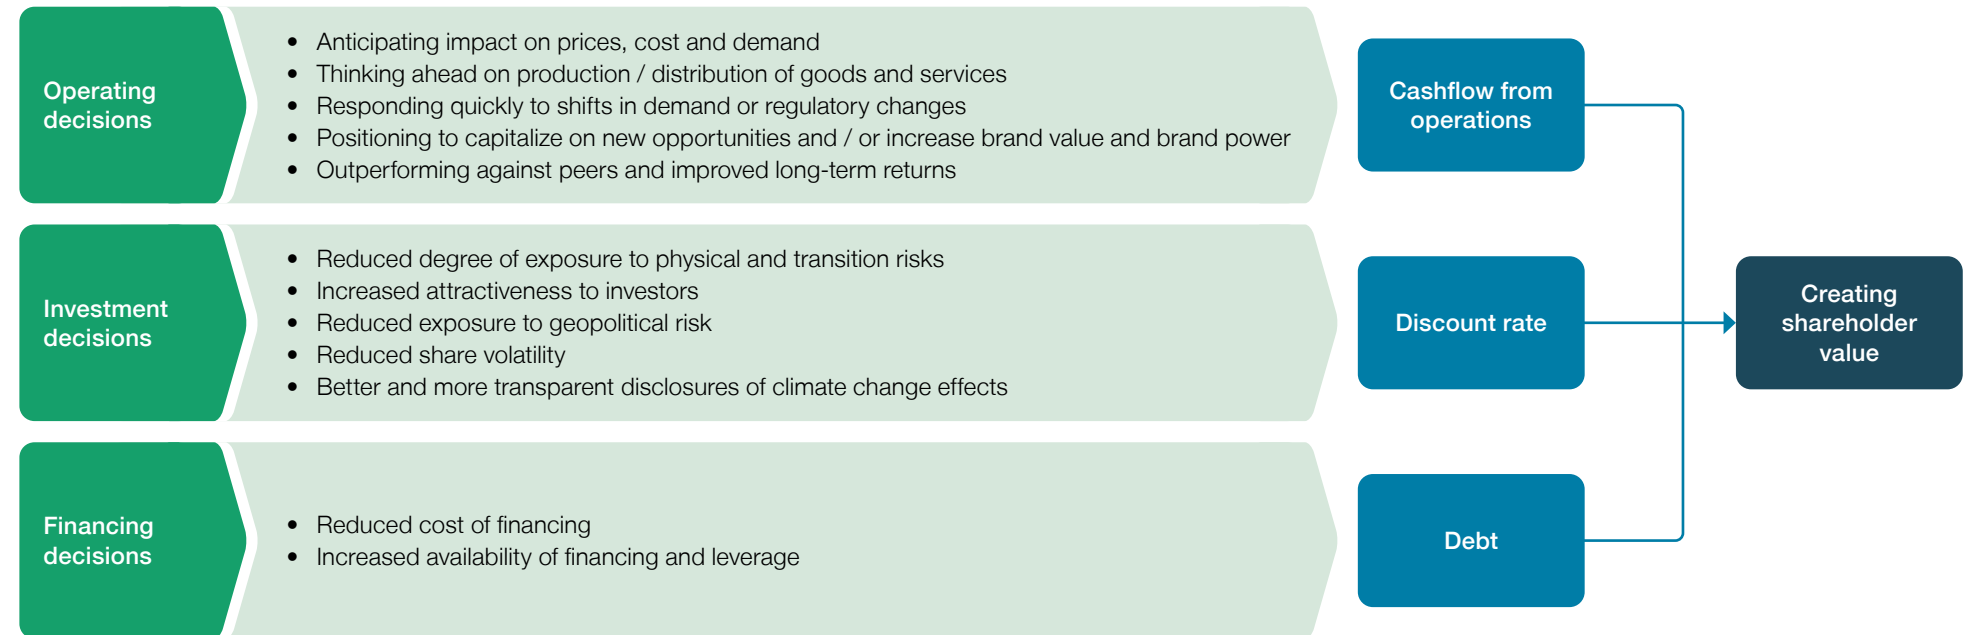 Operating
decisions
• Anticipating impact on prices, cost and demand
• Thinking ahead on production / distribution of goods and services
• Responding quickly to shifts in demand or regulatory changes
• Positioning to capitalize on new opportunities and / or increase brand value and brand power
• Outperforming against peers and improved long-term returns
Cashflow from
operations
Investment
decisions
• Reduced degree of exposure to physical and transition risks
• Increased attractiveness to investors
• Reduced exposure to geopolitical risk
• Reduced share volatility
• Better and more transparent disclosures of climate change effects
Discount rate
Creating
shareholder
value
Financing
decisions
• Reduced cost of financing
• Increased availability of financing and leverage
Debt